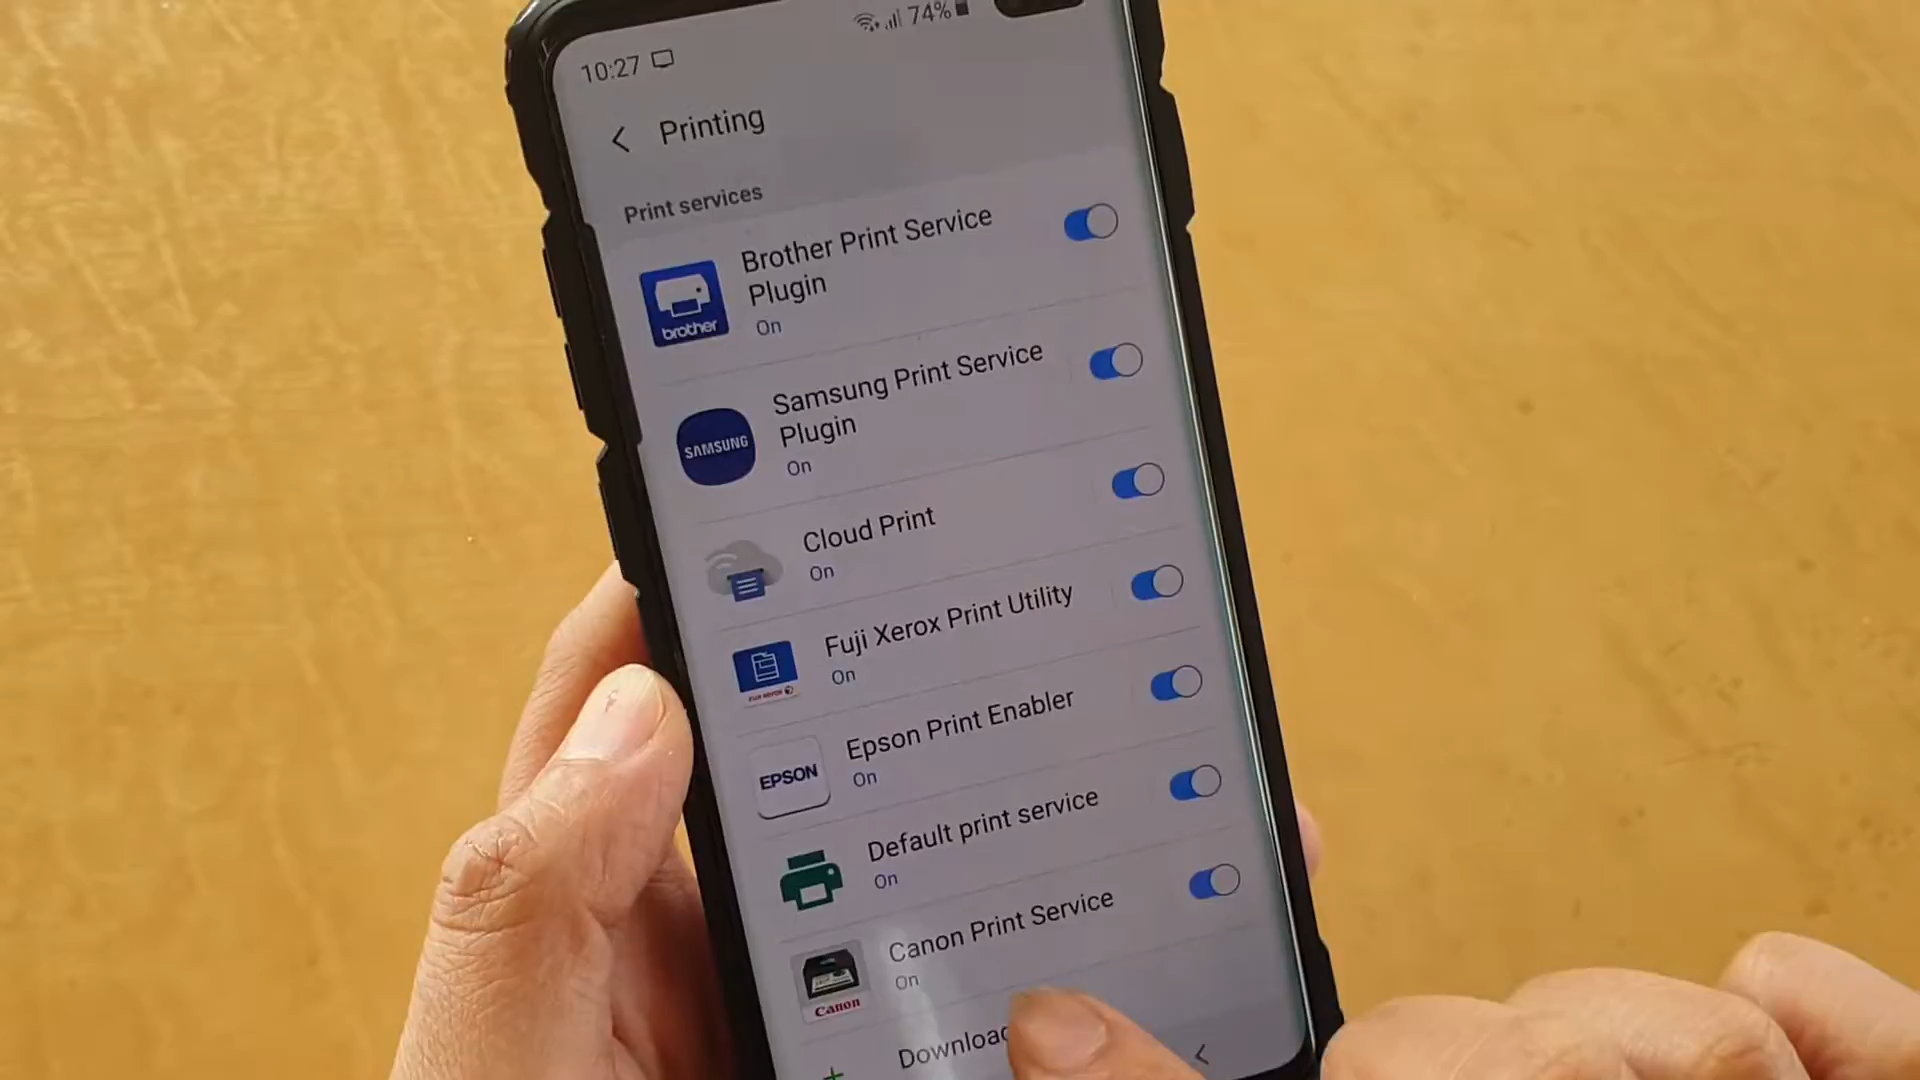 10:27
74%
Printing
Print services
Brother Print Service
Plugin
On
brother
Samsung Print Service
Plugin
On
SAMSUNG
Cloud Print
On
Fuji Xerox Print Utility
On
FUJI XEROX
Epson Print Enabler
On
EPSON
Default print service
On
Canon Print Service
On
Canon
Download